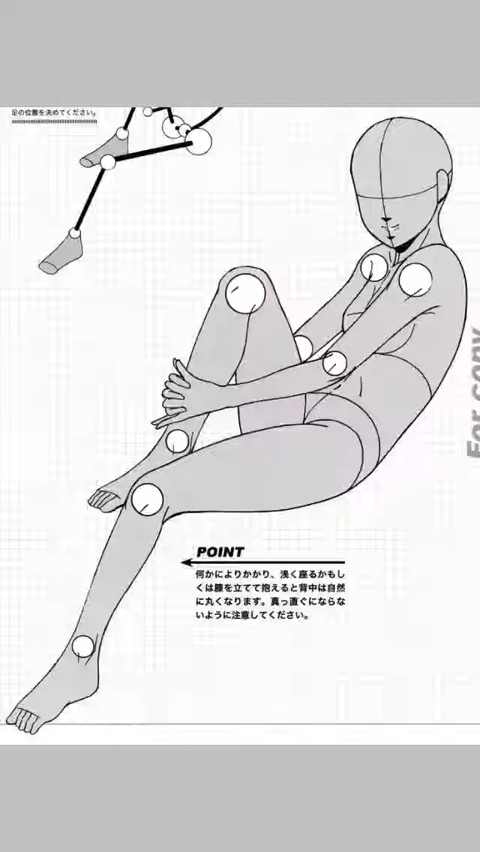 足の位置を決めてください。
For copy
POINT
何かによりかかり、浅く座るかもし
くは膝を立てて抱えると背中は自然
に丸くなります。真っ直ぐにならな
いように注意してください。